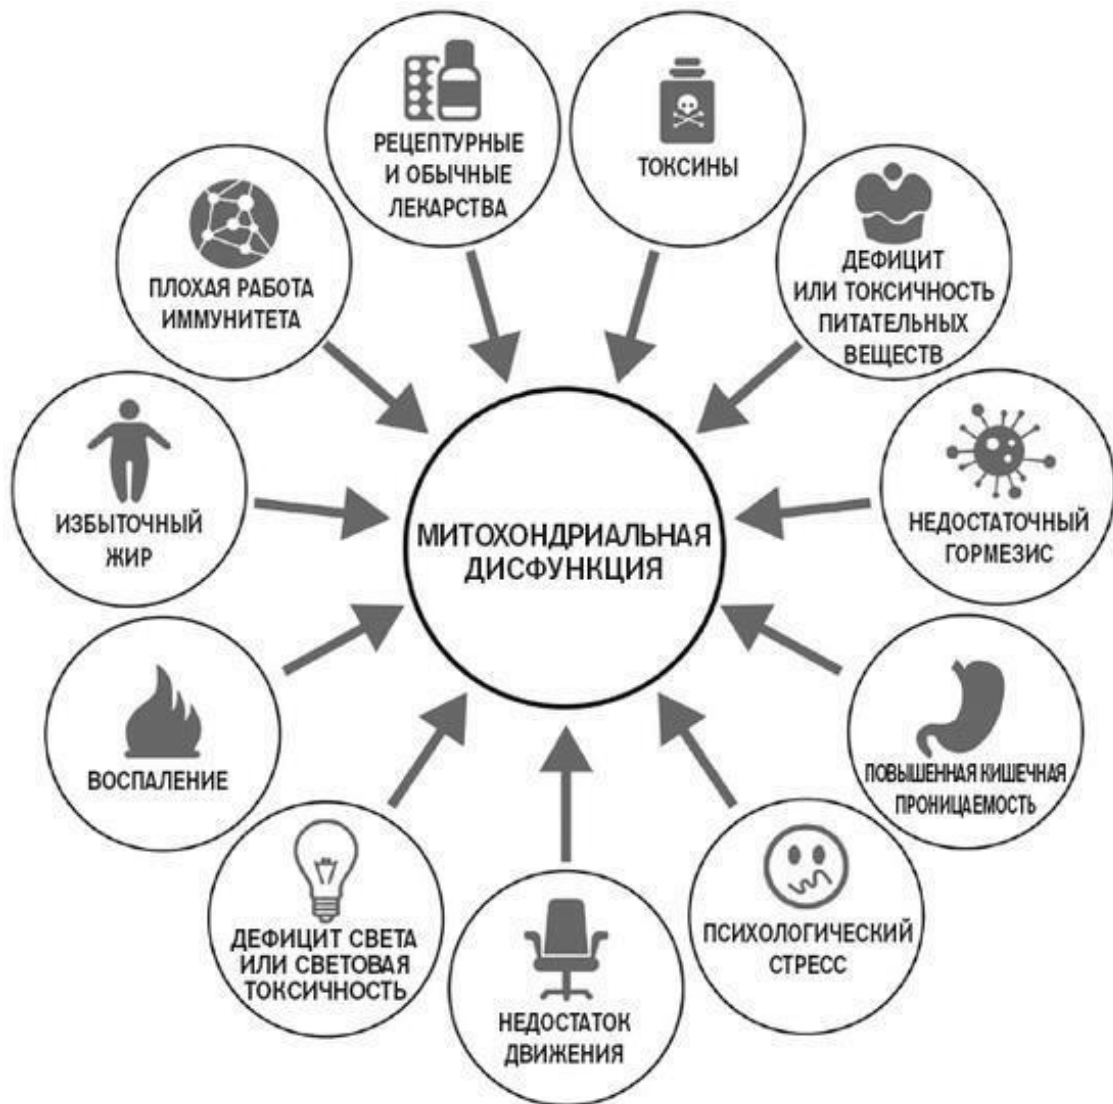 РЕЦЕПТУРНЫЕ
И ОБЫЧНЫЕ
ЛЕКАРСТВА
ТОКСИНЫ
ДЕФИЦИТ
ИЛИ ТОКСИЧНОСТЬ
ПИТАТЕЛЬНЫХ
ВЕЩЕСТВ
НЕДОСТАТОЧНЫЙ
ГОРМЕЗИС
ПОВЫШЕННАЯ КИШЕЧНАЯ
ПРОНИЦАЕМОСТЬ
ПСИХОЛОГИЧЕСКИЙ
СТРЕСС
НЕДОСТАТОК
ДВИЖЕНИЯ
ДЕФИЦИТ СВЕТА
ИЛИ СВЕТОВАЯ
ТОКСИЧНОСТЬ
ВОСПАЛЕНИЕ
ИЗБЫТОЧНЫЙ
ЖИР
ПЛОХАЯ РАБОТА
ИММУНИТЕТА
МИТОХОНДРИАЛЬНАЯ
ДИСФУНКЦИЯ